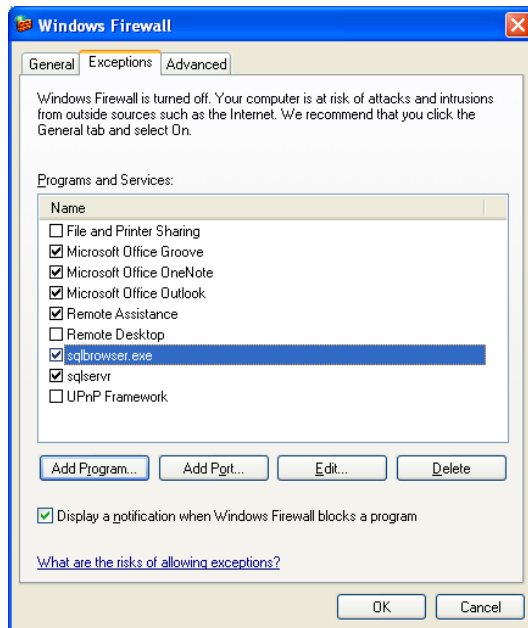 Windows Firewall
General Exceptions Advanced
Windows Firewall is turned off. Your computer is at risk of attacks and intrusions
from outside sources such as the Internet. We recommend that you click the
General tab and select On.
Programs and Services:
Name
File and Printer Sharing
Microsoft Office Groove
Microsoft Office OneNote
Microsoft Office Outlook
Remote Assistance
Remote Desktop
sqlbrowser.exe
sqlservr
UPnP Framework
Add Program... Add Port... Edit... Delete
Display a notification when Windows Firewall blocks a program
What are the risks of allowing exceptions?
OK Cancel